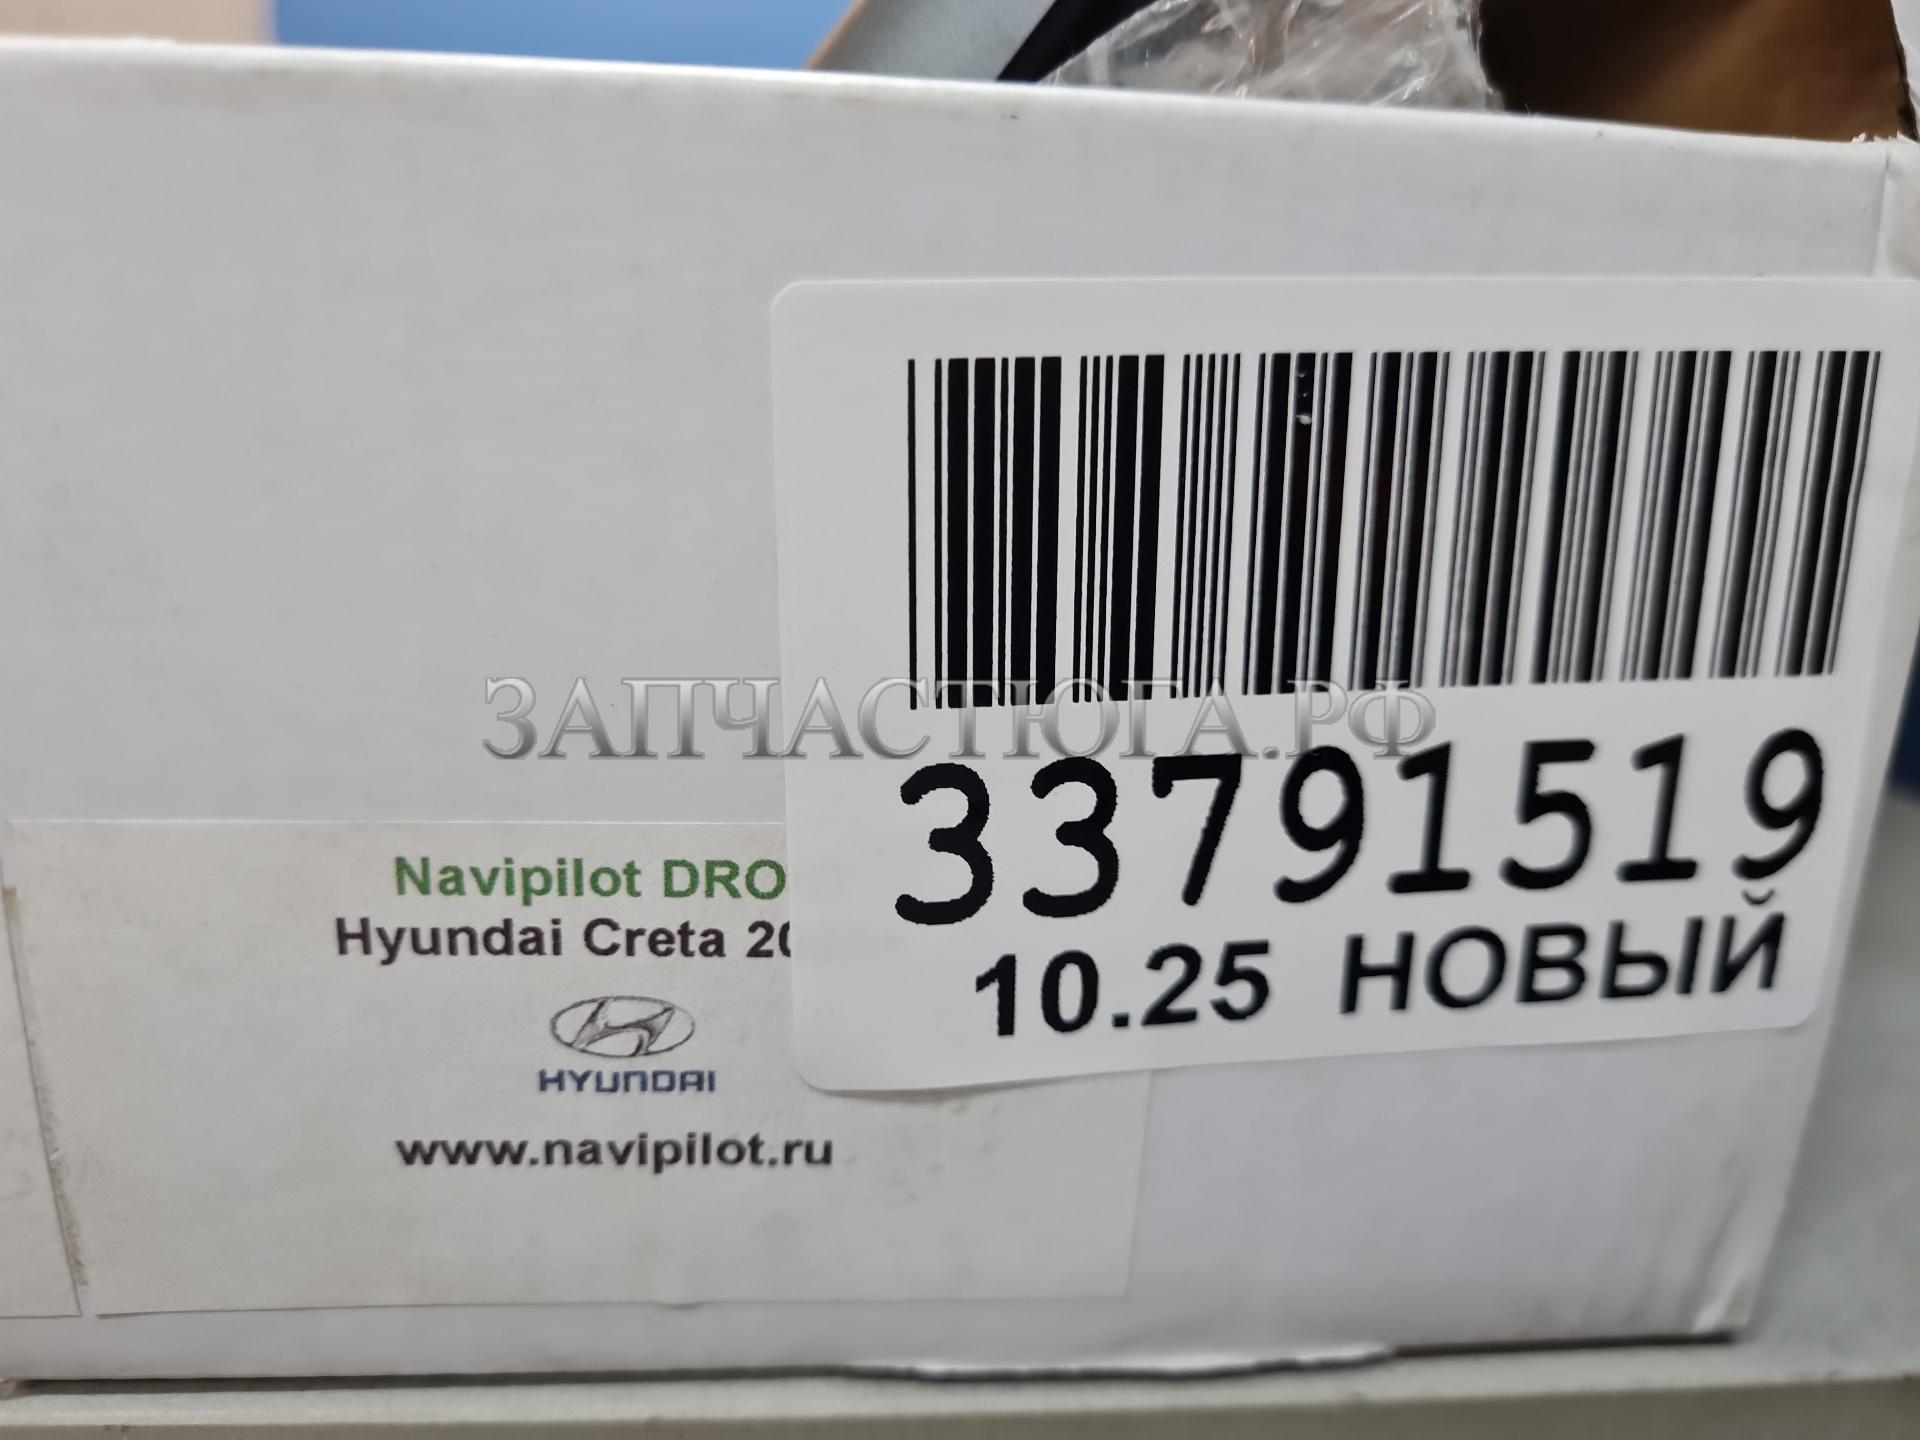 ЗАПЧАСТЮГА.РФ
33791519
10.25 НОВЫЙ
Navipilot DRO
Hyundai Creta 20
HYUNDAI
www.navipilot.ru